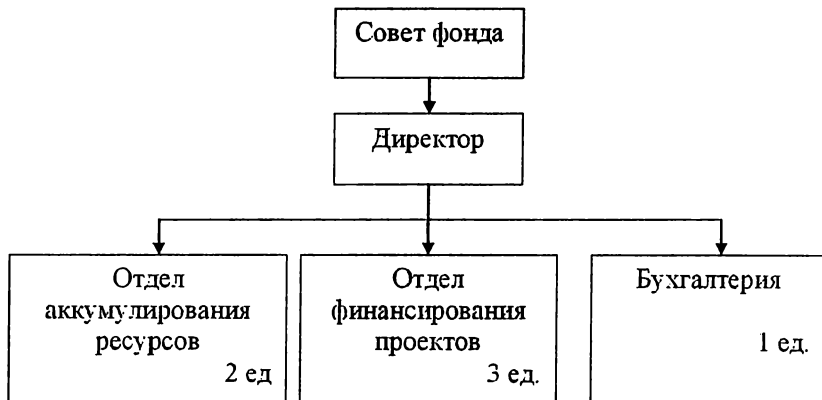 Совет фонда
Директор
Отдел
аккумулирования
ресурсов
2 ед
Отдел
финансирования
проектов
3 ед.
Бухгалтерия
1 ед.